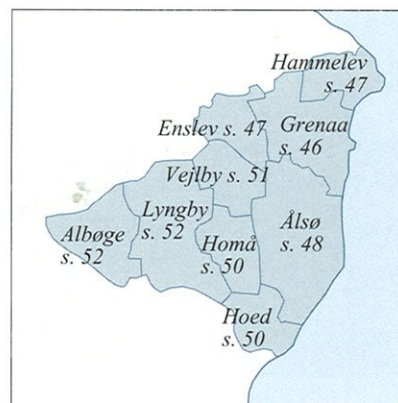 Hammelev
s. 47
Enslev s. 47
Grenaa
s. 46
Vejlby s. 51
Lyngby
s. 52
Albøge
s. 52
Homå
s. 50
Ålsø
s. 48
Hoed
s. 50